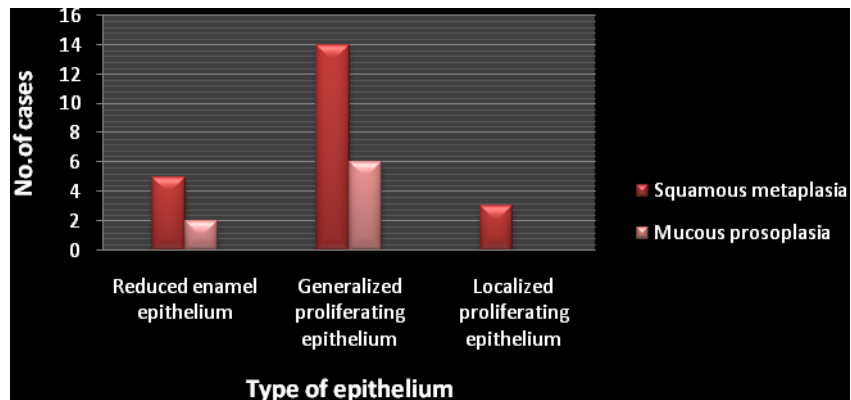 16
14
12
10
8
6
4
2
0
No.of cases
Reduced enamel
epithelium
Generalized
proliferating
epithelium
Localized
proliferating
epithelium
Type of epithelium
Squamous metaplasia
Mucous prosoplasia